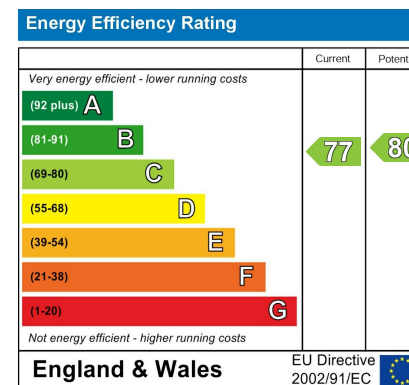 Energy Efficiency Rating
Current
Potent
Very energy efficient - lower running costs
(92 plus) A
(81-91) B
(69-80) C
77
80
(55-68) D
(39-54) E
(21-38) F
(1-20) G
Not energy efficient - higher running costs
England & Wales
EU Directive
2002/91/EC